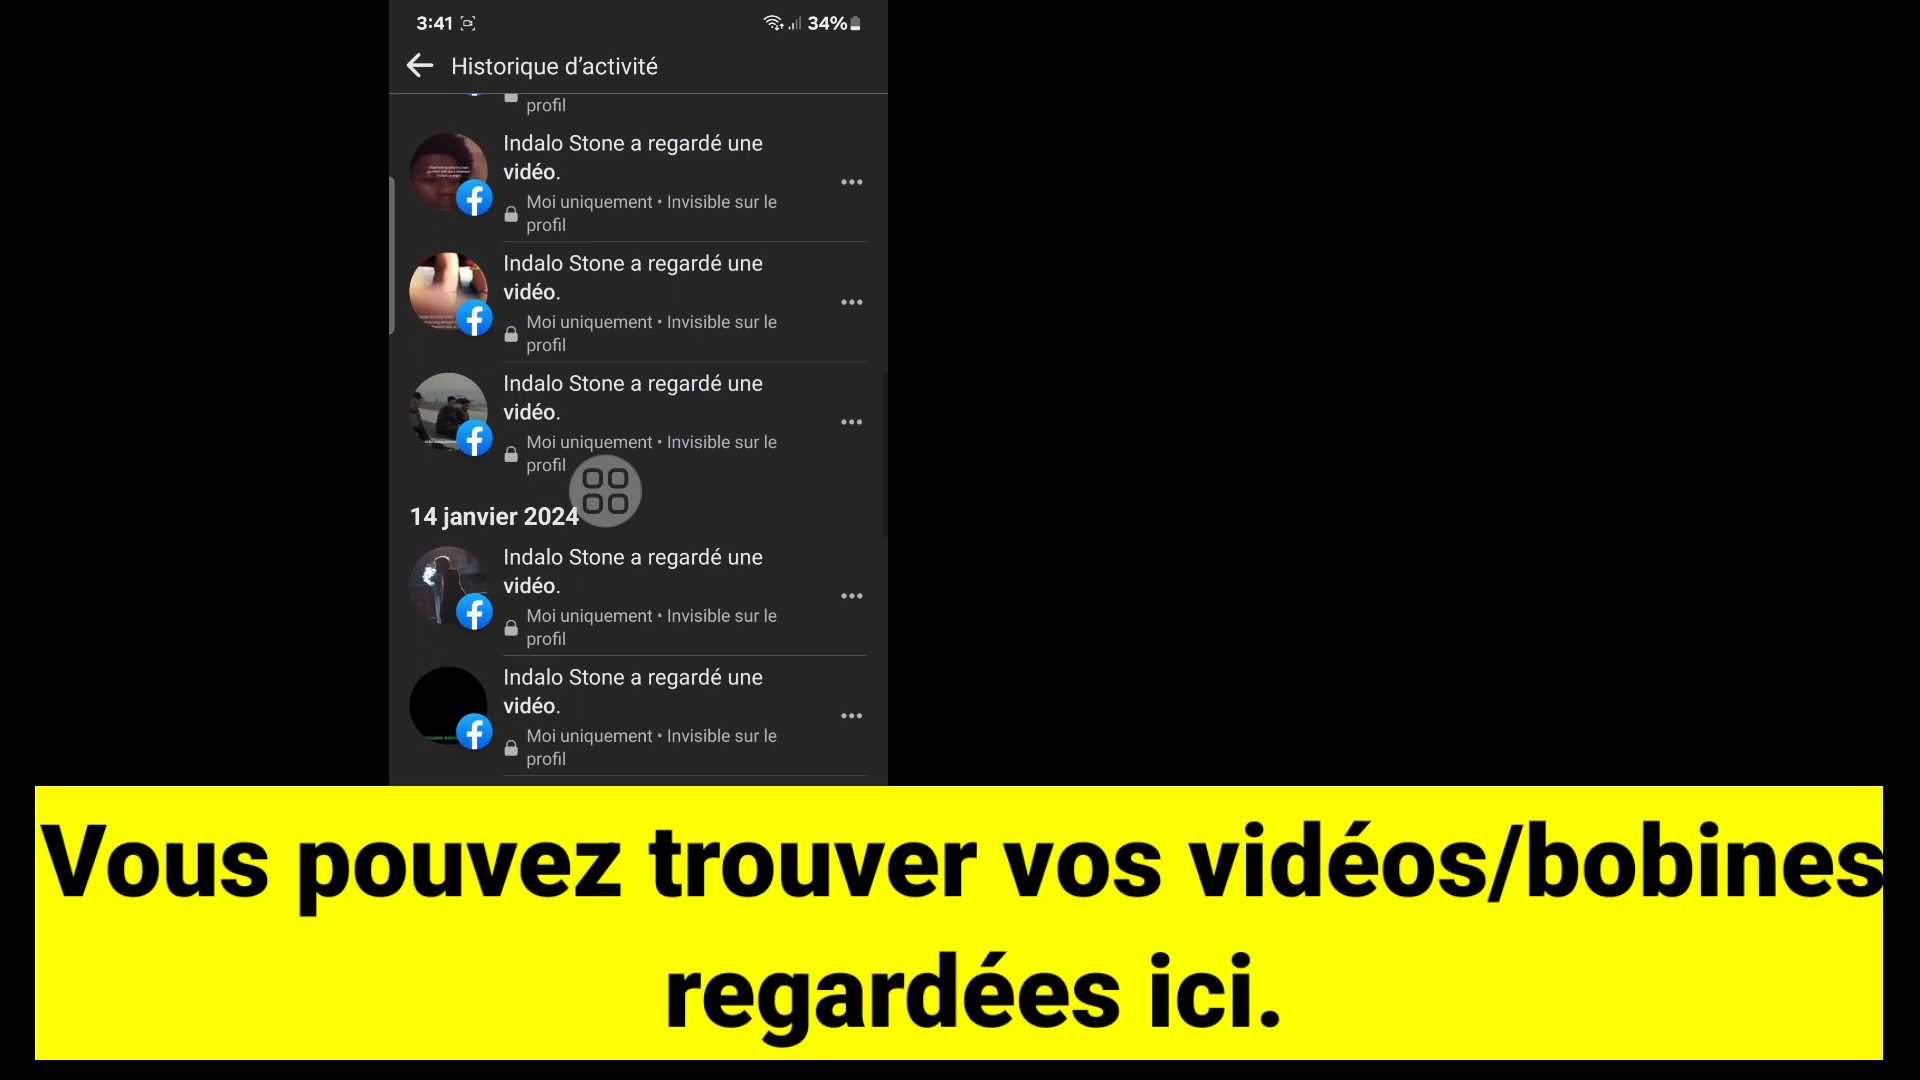 3:41
34%
Historique d’activité
profil
Indalo Stone a regardé une
vidéo.
Moi uniquement • Invisible sur le
profil
Indalo Stone a regardé une
vidéo.
Moi uniquement • Invisible sur le
profil
Indalo Stone a regardé une
vidéo.
Moi uniquement • Invisible sur le
profil
14 janvier 2024
Indalo Stone a regardé une
vidéo.
Moi uniquement • Invisible sur le
profil
Indalo Stone a regardé une
vidéo.
Moi uniquement • Invisible sur le
profil
Vous pouvez trouver vos vidéos/bobines
regardées ici.